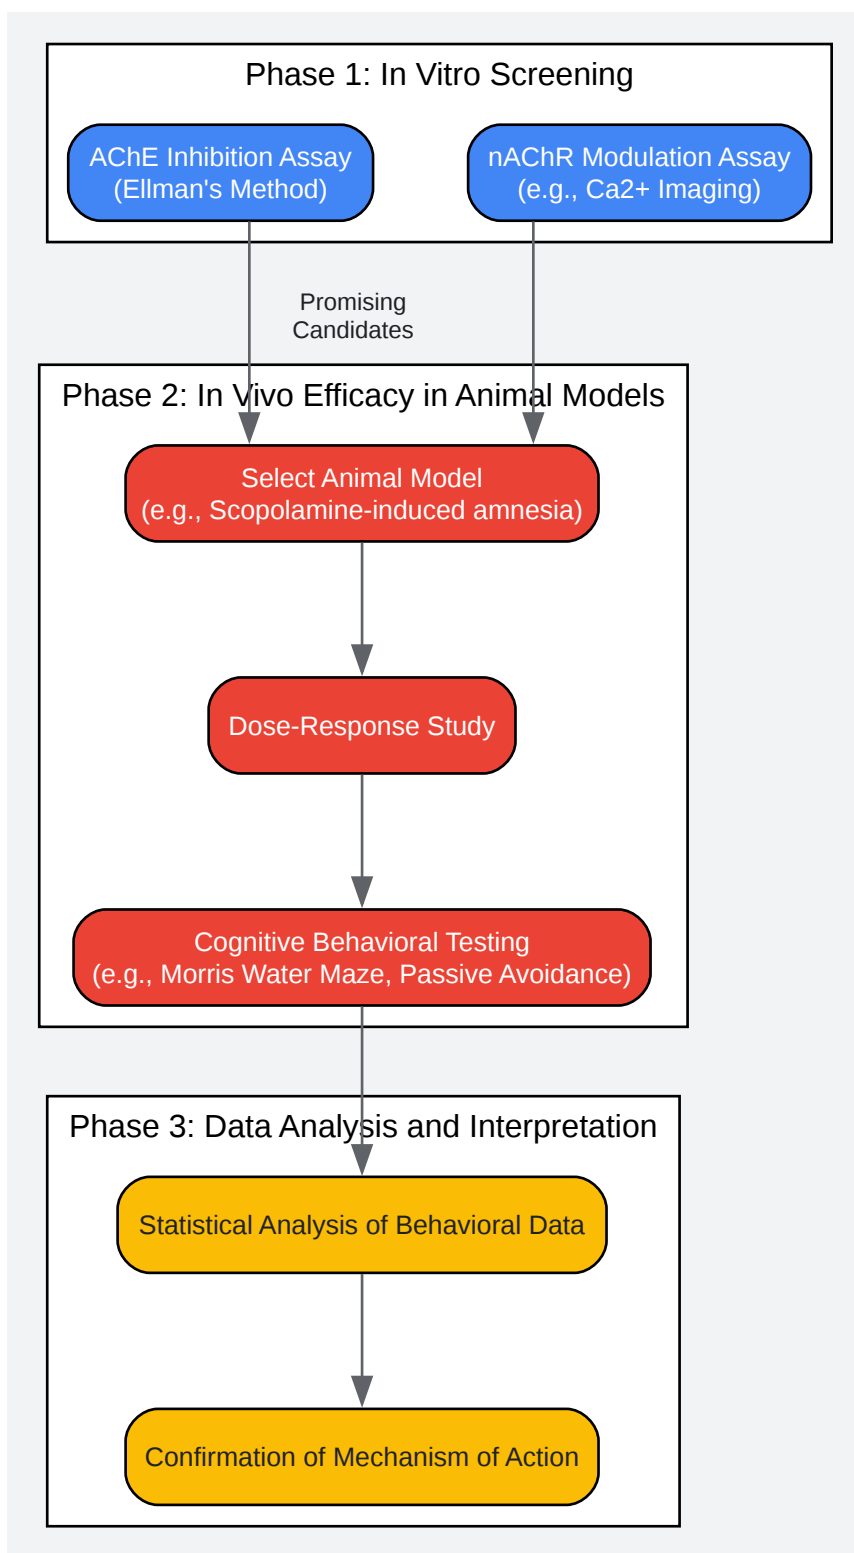 Phase 1: In Vitro Screening
AChE Inhibition Assay
(Ellman's Method)
nAChR Modulation Assay
(e.g., Ca2+ Imaging)
Promising
Candidates
Phase 2: In Vivo Efficacy in Animal Models
Select Animal Model
(e.g., Scopolamine-induced amnesia)
Dose-Response Study
Cognitive Behavioral Testing
(e.g., Morris Water Maze, Passive Avoidance)
Phase 3: Data Analysis and Interpretation
Statistical Analysis of Behavioral Data
Confirmation of Mechanism of Action